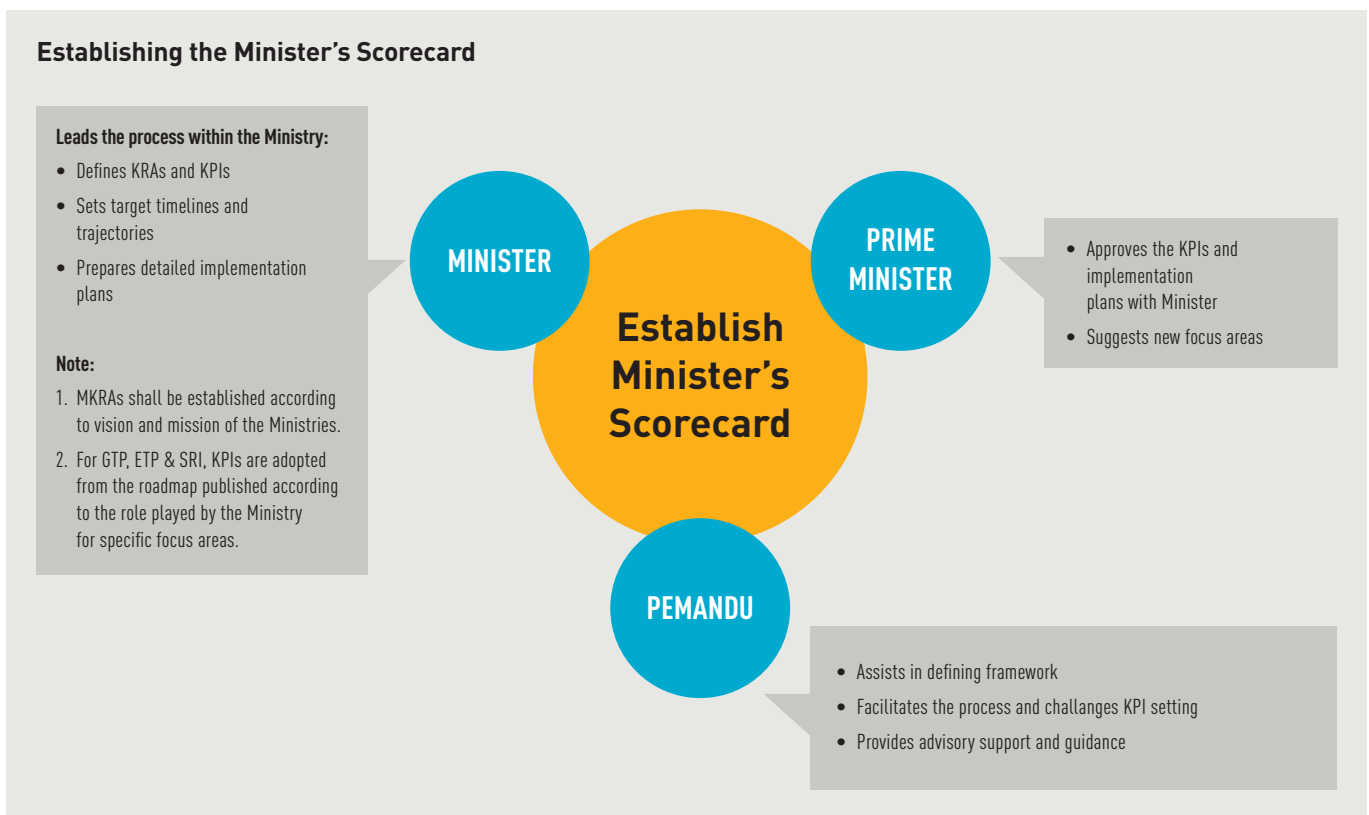 Establishing the Minister’s Scorecard
Leads the process within the Ministry:
• Defines KRAs and KPIs
• Sets target timelines and
trajectories
• Prepares detailed implementation
plans
Note:
1. MKRAs shall be established according
to vision and mission of the Ministries.
2. For GTP, ETP & SRI, KPIs are adopted
from the roadmap published according
to the role played by the Ministry
for specific focus areas.
MINISTER
PRIME
MINISTER
• Approves the KPIs and
implementation
plans with Minister
• Suggests new focus areas
Establish
Minister’s
Scorecard
PEMANDU
• Assists in defining framework
• Facilitates the process and challanges KPI setting
• Provides advisory support and guidance